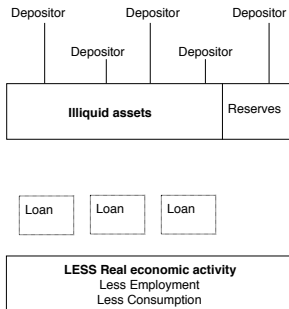 Depositor Depositor Depositor
Depositor Depositor
Illiquid assets Reserves
Loan Loan Loan
LESS Real economic activity
Less Employment
Less Consumption